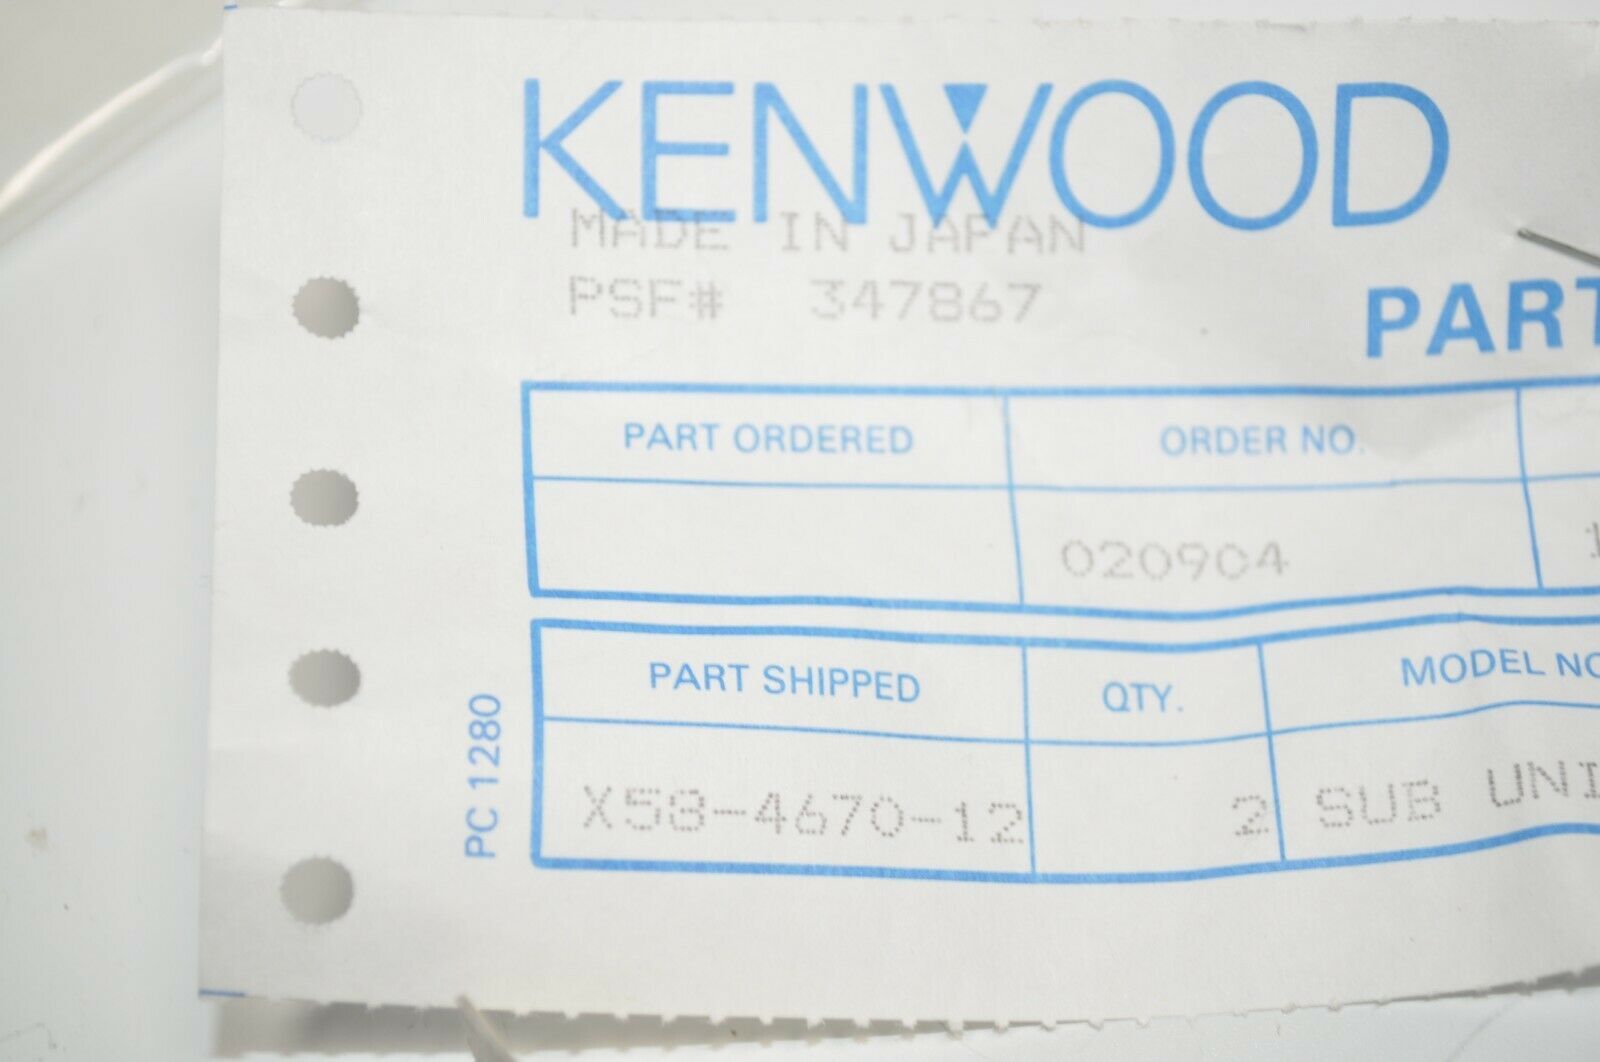 KENWOOD
MADE IN JAPAN
PSF# 347867
PART
PART ORDERED ORDER NO.
020904 1
PART SHIPPED QTY. MODEL NO
X58-4670-12 2 SUB UNI
PC 1280